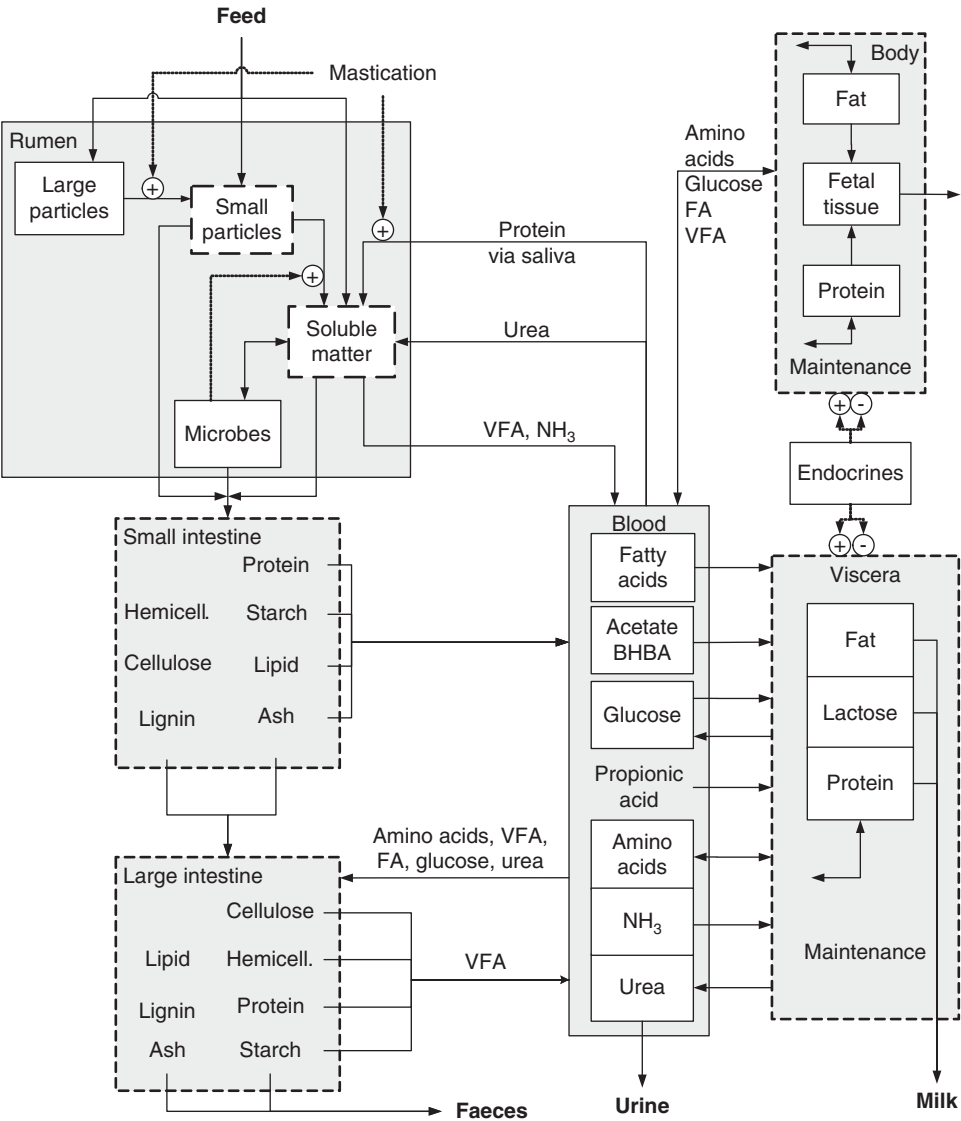 Feed
Mastication
Rumen
Large
particles
+
Small
particles
+
+
Soluble
matter
Microbes
Protein
via saliva
Urea
VFA, NH₃
Amino
acids
Glucose
FA
VFA
Body
Fat
Fetal
tissue
Protein
Maintenance
+ -
Endocrines
+ -
Small intestine
Protein
Hemicell. Starch
Cellulose Lipid
Lignin Ash
Blood
Fatty
acids
Acetate
BHBA
Glucose
Propionic
acid
Amino
acids
NH₃
Urea
Viscera
Fat
Lactose
Protein
Maintenance
Amino acids, VFA,
FA, glucose, urea
Large intestine
Cellulose
Lipid Hemicell.
Lignin Protein
Ash Starch
VFA
Faeces
Urine
Milk